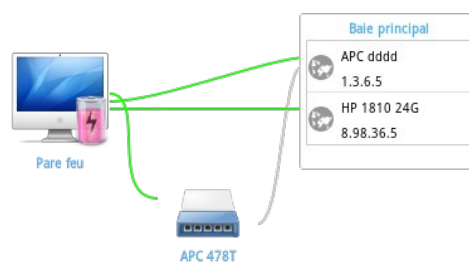 Baie principal
APC dddd
1.3.6.5
HP 1810 24G
8.98.36.5
Pare feu
APC 478T